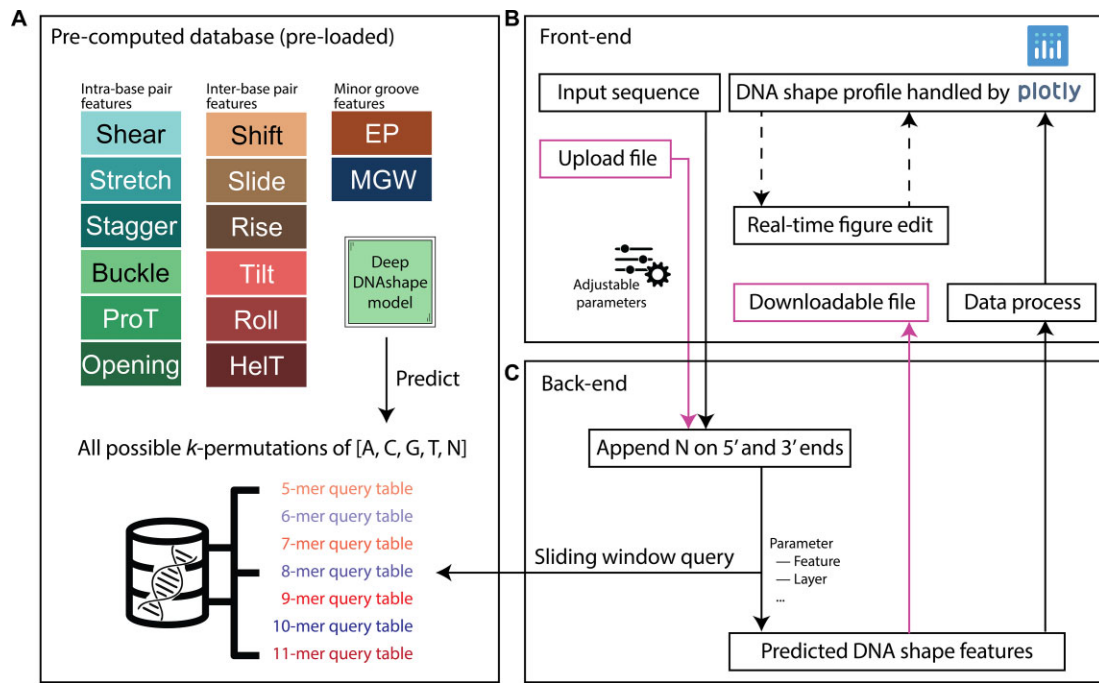 A
Pre-computed database (pre-loaded)
Intra-base pair
features
Inter-base pair
features
Minor groove
features
Shear
Stretch
Stagger
Buckle
ProT
Opening
Shift
Slide
Rise
Tilt
Roll
HelT
EP
MGW
Deep
DNAshape
model
Predict
All possible k-permutations of [A, C, G, T, N]
5-mer query table
6-mer query table
7-mer query table
8-mer query table
9-mer query table
10-mer query table
11-mer query table
B
Front-end
Input sequence
DNA shape profile handled by plotly
Upload file
Real-time figure edit
Adjustable
parameters
Downloadable file
Data process
C
Back-end
Append N on 5′ and 3′ ends
Sliding window query
Parameter
— Feature
— Layer
...
Predicted DNA shape features